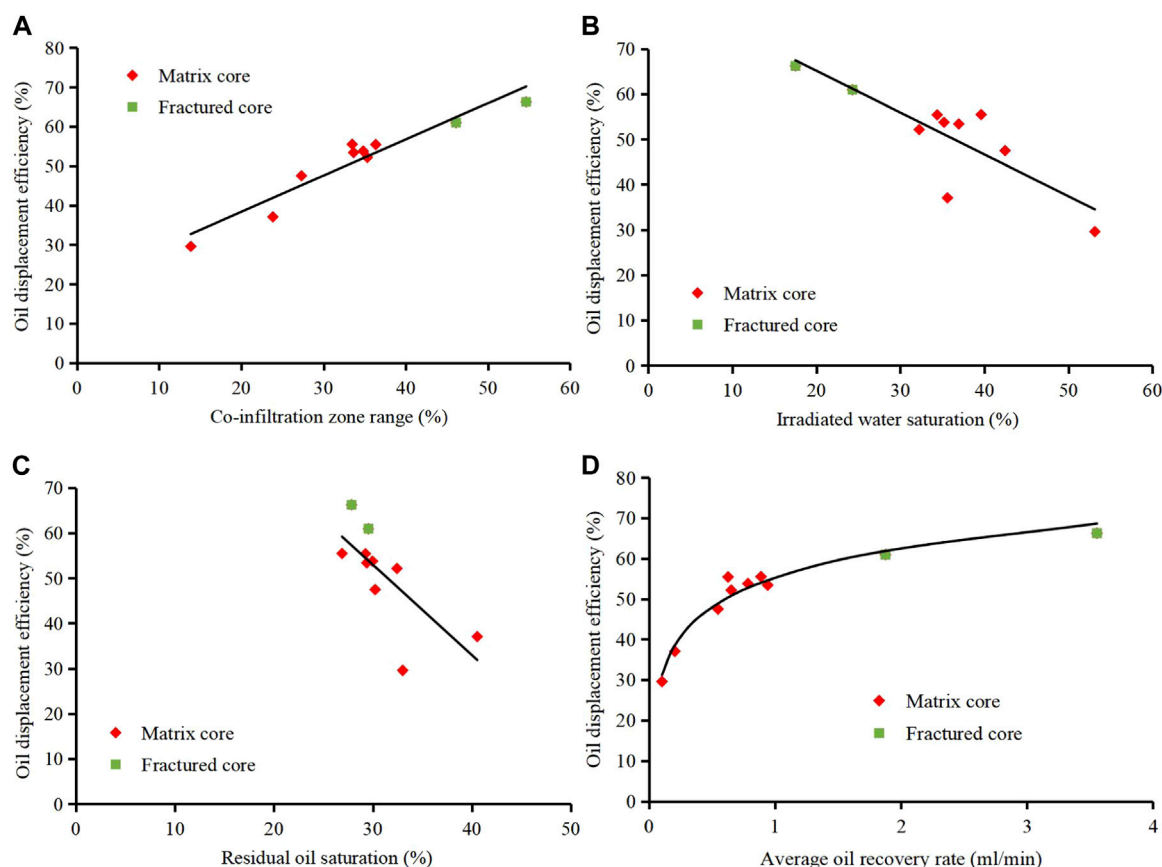 A
Oil displacement efficiency (%)
80
70
60
50
40
30
20
10
0
Matrix core
Fractured core
0 10 20 30 40 50 60
Co-infiltration zone range (%)
B
Oil displacement efficiency (%)
70
60
50
40
30
20
10
0
Matrix core
Fractured core
0 10 20 30 40 50 60
Irradiated water saturation (%)
C
Oil displacement efficiency (%)
70
60
50
40
30
20
10
0
Matrix core
Fractured core
0 10 20 30 40 50
Residual oil saturation (%)
D
Oil displacement efficiency (%)
80
70
60
50
40
30
20
10
0
Matrix core
Fractured core
0 1 2 3 4
Average oil recovery rate (ml/min)